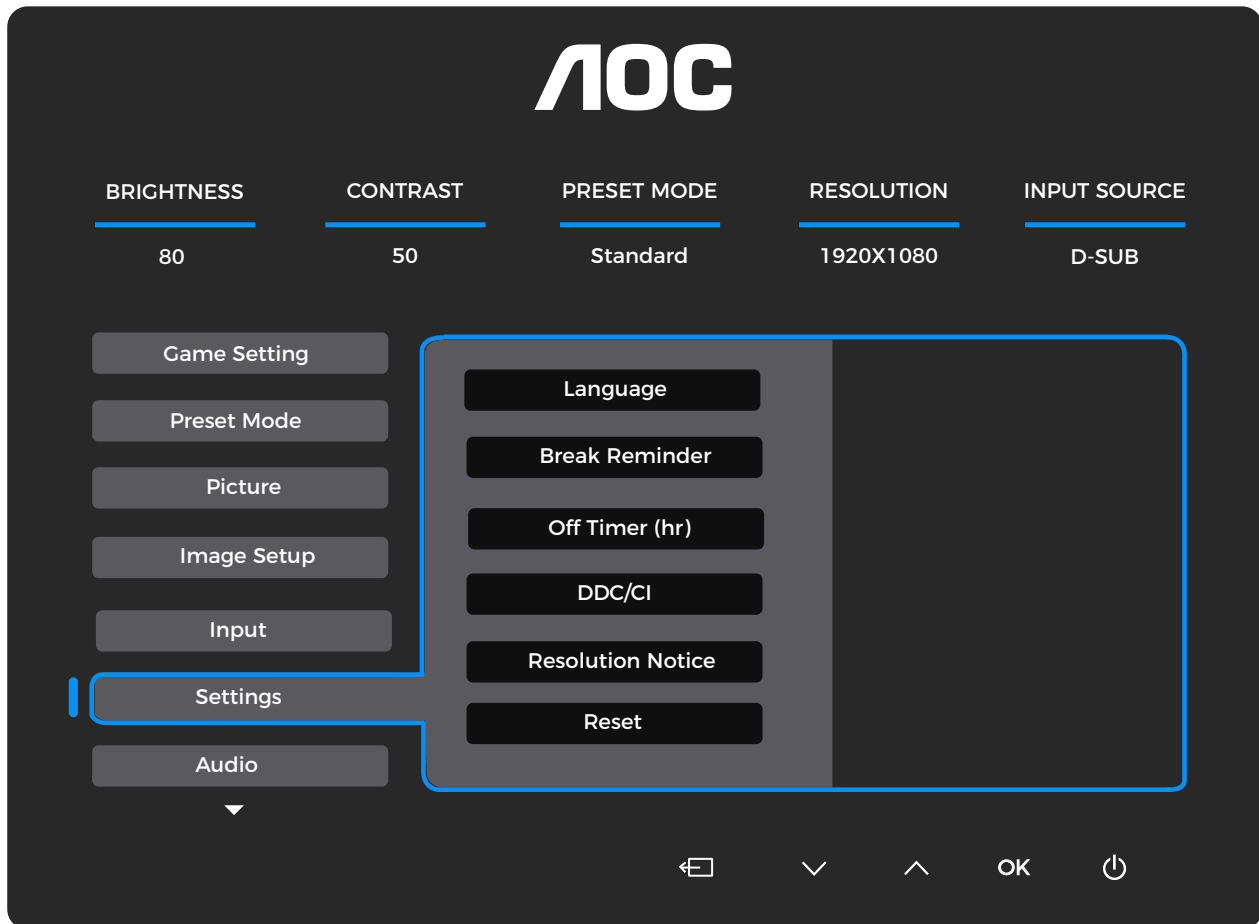 AOC
BRIGHTNESS
CONTRAST
PRESET MODE
RESOLUTION
INPUT SOURCE
80
50
Standard
1920X1080
D-SUB
Game Setting
Preset Mode
Picture
Image Setup
Input
Settings
Audio
Language
Break Reminder
Off Timer (hr)
DDC/CI
Resolution Notice
Reset
OK